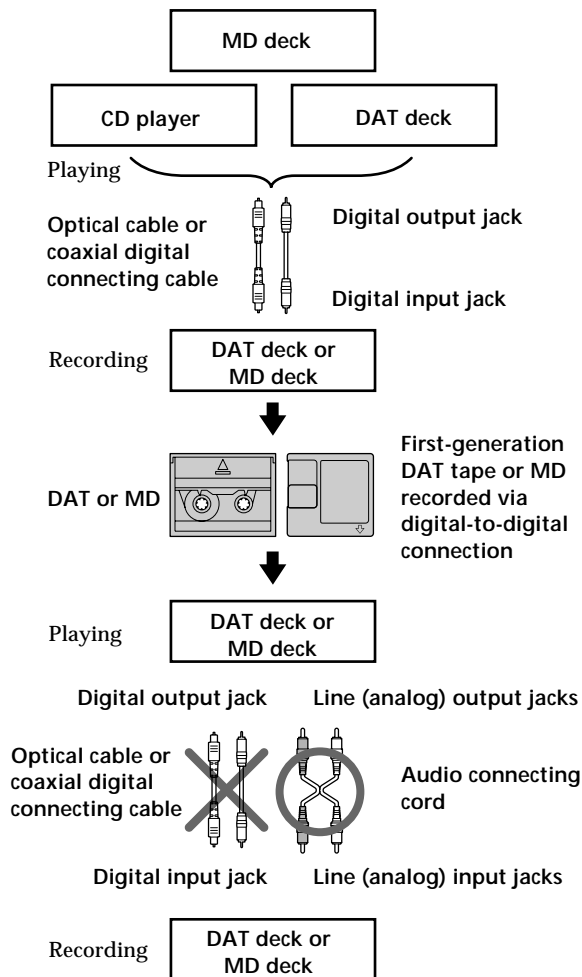 MD deck
CD player
DAT deck
Playing
Optical cable or
coaxial digital
connecting cable
Digital output jack
Digital input jack
Recording
DAT deck or
MD deck
DAT or MD
First-generation
DAT tape or MD
recorded via
digital-to-digital
connection
Playing
DAT deck or
MD deck
Digital output jack
Line (analog) output jacks
Optical cable or
coaxial digital
connecting cable
Audio connecting
cord
Digital input jack
Line (analog) input jacks
Recording
DAT deck or
MD deck